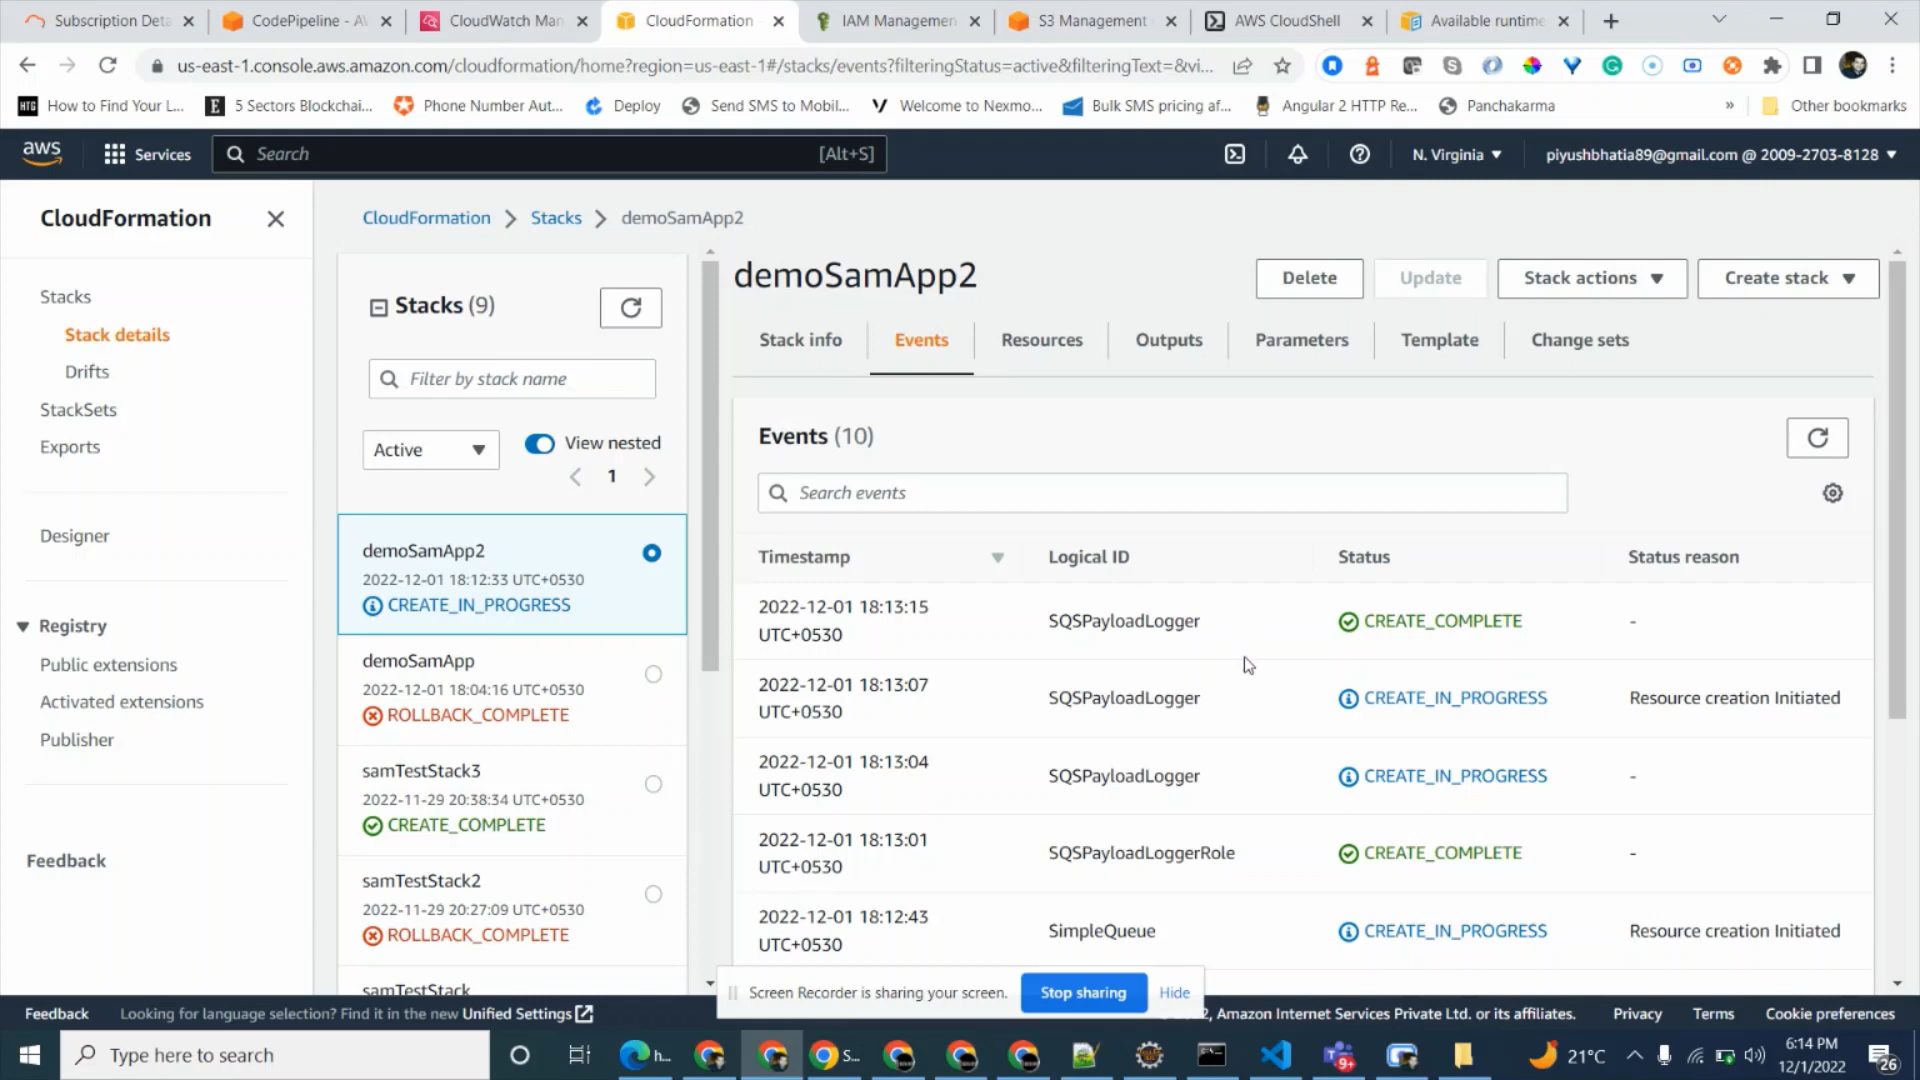 Subscription Deta
CodePipeline - AW
CloudWatch Man
CloudFormation
IAM Managemen
S3 Management
AWS CloudShell
Available runtime
us-east-1.console.aws.amazon.com/cloudformation/home?region=us-east-1#/stacks/events?filteringStatus=active&filteringText=&vi...
HTG How to Find Your L...
E 5 Sectors Blockchai...
Phone Number Aut...
Deploy
Send SMS to Mobil...
Welcome to Nexmo...
Bulk SMS pricing af...
Angular 2 HTTP Re...
Panchakarma
»
Other bookmarks
aws
Services
Search
[Alt+S]
N. Virginia
piyushbhatia89@gmail.com @ 2009-2703-8128
CloudFormation
Stacks
Stack details
Drifts
StackSets
Exports
Designer
Registry
Public extensions
Activated extensions
Publisher
Feedback
CloudFormation > Stacks > demoSamApp2
Stacks (9)
Filter by stack name
Active
View nested
1
demoSamApp2
2022-12-01 18:12:33 UTC+0530
CREATE_IN_PROGRESS
demoSamApp
2022-12-01 18:04:16 UTC+0530
ROLLBACK_COMPLETE
samTestStack3
2022-11-29 20:38:34 UTC+0530
CREATE_COMPLETE
samTestStack2
2022-11-29 20:27:09 UTC+0530
ROLLBACK_COMPLETE
samTestStack
demoSamApp2
Delete
Update
Stack actions
Create stack
Stack info
Events
Resources
Outputs
Parameters
Template
Change sets
Events (10)
Search events
Timestamp
Logical ID
Status
Status reason
2022-12-01 18:13:15
UTC+0530
SQSPayloadLogger
CREATE_COMPLETE
-
2022-12-01 18:13:07
UTC+0530
SQSPayloadLogger
CREATE_IN_PROGRESS
Resource creation Initiated
2022-12-01 18:13:04
UTC+0530
SQSPayloadLogger
CREATE_IN_PROGRESS
-
2022-12-01 18:13:01
UTC+0530
SQSPayloadLoggerRole
CREATE_COMPLETE
-
2022-12-01 18:12:43
UTC+0530
SimpleQueue
CREATE_IN_PROGRESS
Resource creation Initiated
Screen Recorder is sharing your screen.
Stop sharing
Hide
Feedback
Looking for language selection? Find it in the new Unified Settings
2, Amazon Internet Services Private Ltd. or its affiliates.
Privacy
Terms
Cookie preferences
Type here to search
h...
S...
9+
21°C
6:14 PM
12/1/2022
26